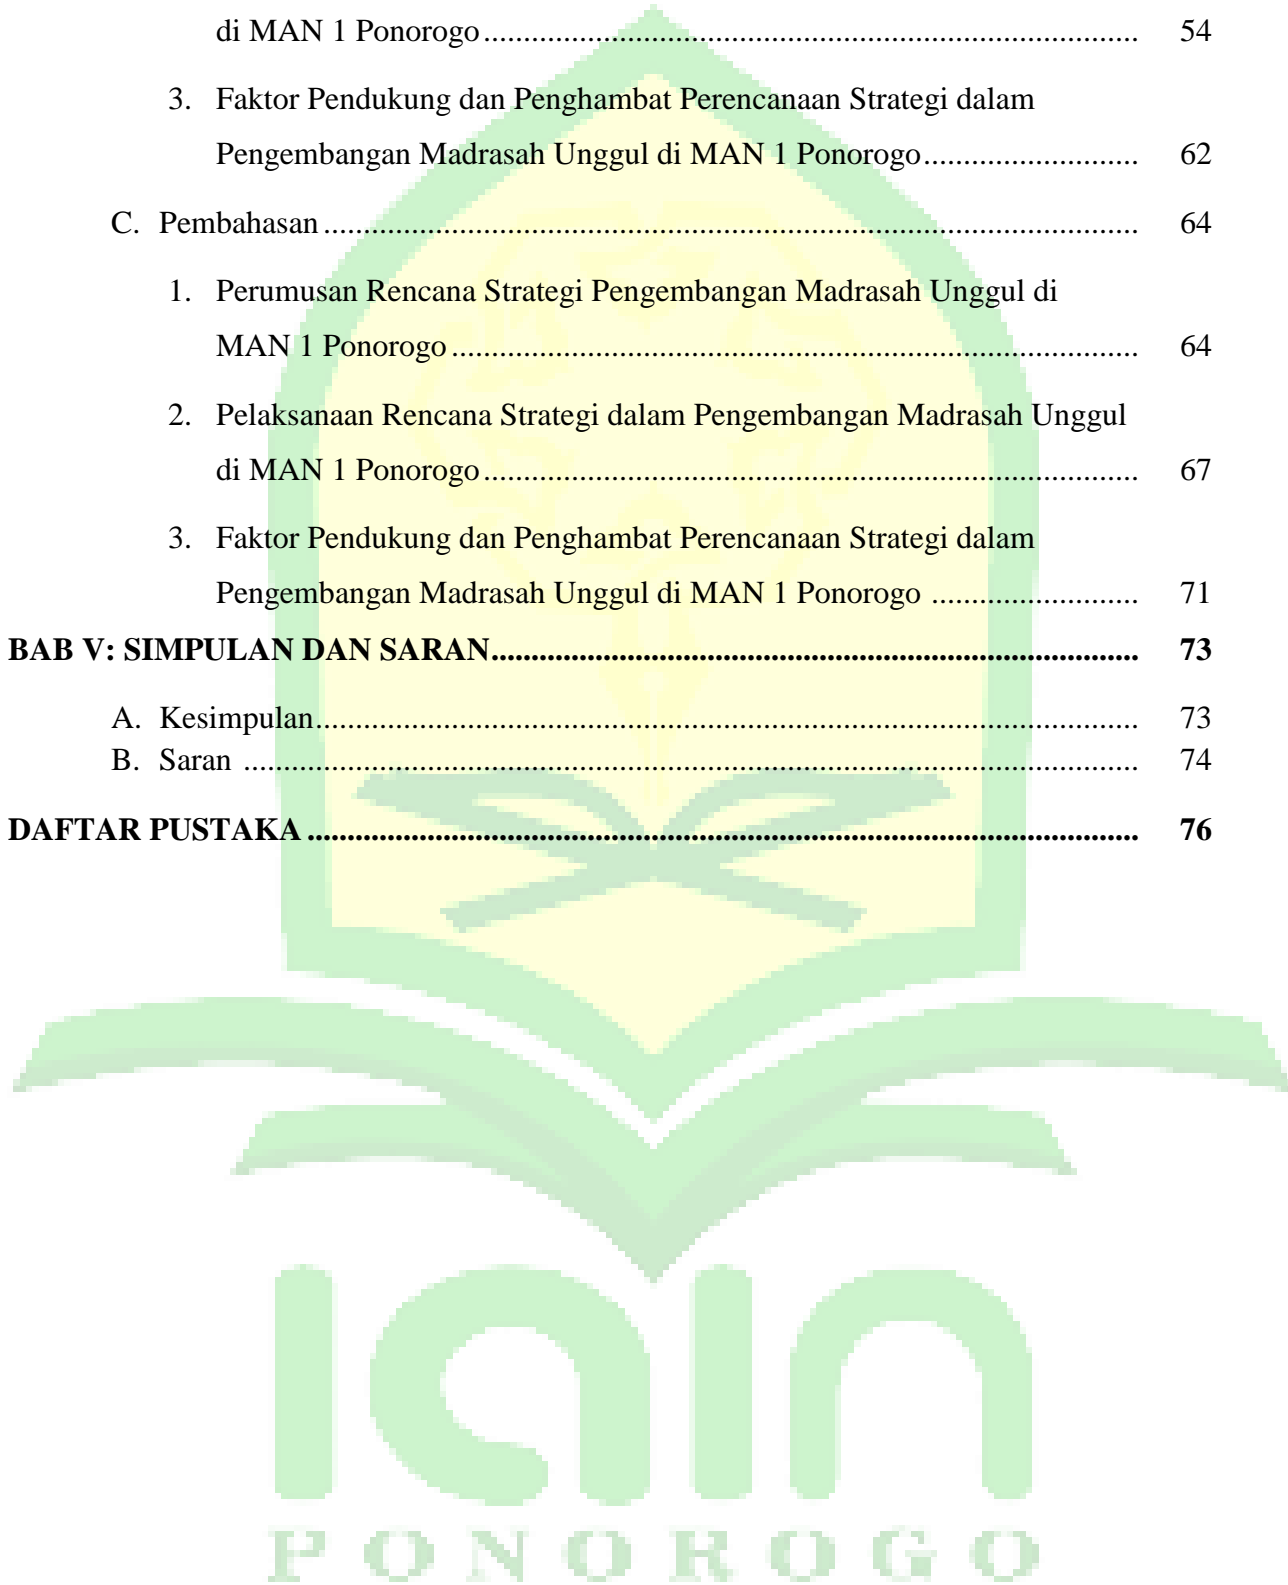 di MAN 1 Ponorogo.................................................................................. 54
3. Faktor Pendukung dan Penghambat Perencanaan Strategi dalam
Pengembangan Madrasah Unggul di MAN 1 Ponorogo........................... 62
C. Pembahasan...................................................................................................... 64
1. Perumusan Rencana Strategi Pengembangan Madrasah Unggul di
MAN 1 Ponorogo...................................................................................... 64
2. Pelaksanaan Rencana Strategi dalam Pengembangan Madrasah Unggul
di MAN 1 Ponorogo.................................................................................. 67
3. Faktor Pendukung dan Penghambat Perencanaan Strategi dalam
Pengembangan Madrasah Unggul di MAN 1 Ponorogo .......................... 71
BAB V: SIMPULAN DAN SARAN................................................................................. 73
A. Kesimpulan....................................................................................................... 73
B. Saran ................................................................................................................ 74
DAFTAR PUSTAKA ........................................................................................................ 76
iain
PONOROGO